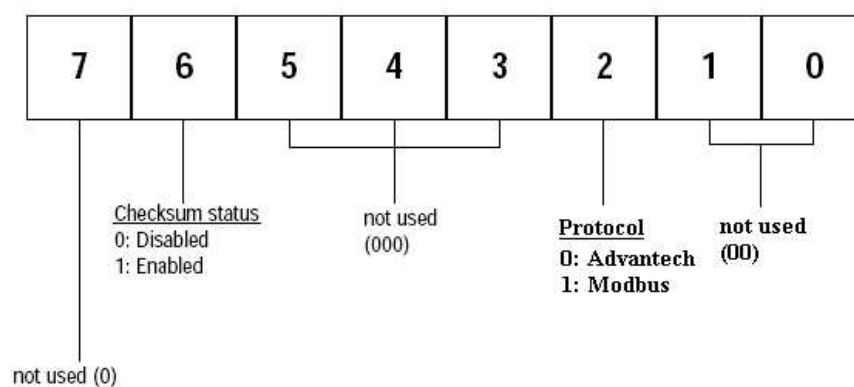 7 6 5 4 3 2 1 0
Checksum status
0: Disabled
1: Enabled
not used
(000)
Protocol
0: Advantech
1: Modbus
not used
(00)
not used (0)